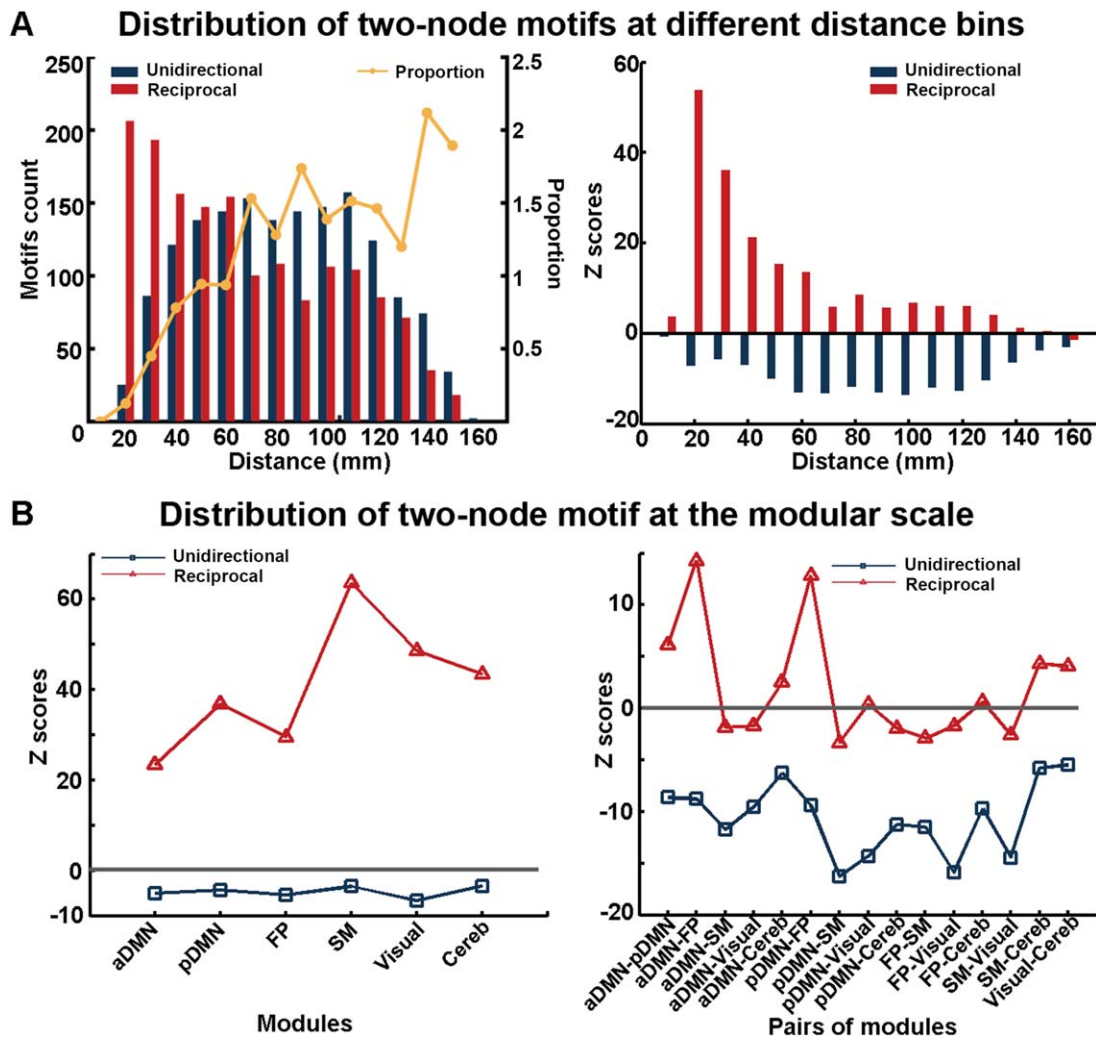 A Distribution of two-node motifs at different distance bins
250
200
150
100
50
0
Motifs count
Unidirectional
Reciprocal
Proportion
2.5
2
1.5
1
0.5
Proportion
20 40 60 80 100 120 140 160
Distance (mm)
60
40
20
0
-20
Z scores
Unidirectional
Reciprocal
0 20 40 60 80 100 120 140 160
Distance (mm)
B Distribution of two-node motif at the modular scale
Unidirectional
Reciprocal
60
40
20
0
-10
Z scores
aDMN
pDMN
FP
SM
Visual
Cereb
Modules
Unidirectional
Reciprocal
10
0
-10
-20
Z scores
aDMN-pDMN
aDMN-FP
aDMN-SM
aDMN-Visual
aDMN-Cereb
pDMN-FP
pDMN-SM
pDMN-Visual
pDMN-Cereb
FP-SM
FP-Visual
FP-Cereb
SM-Visual
SM-Cereb
Visual-Cereb
Pairs of modules